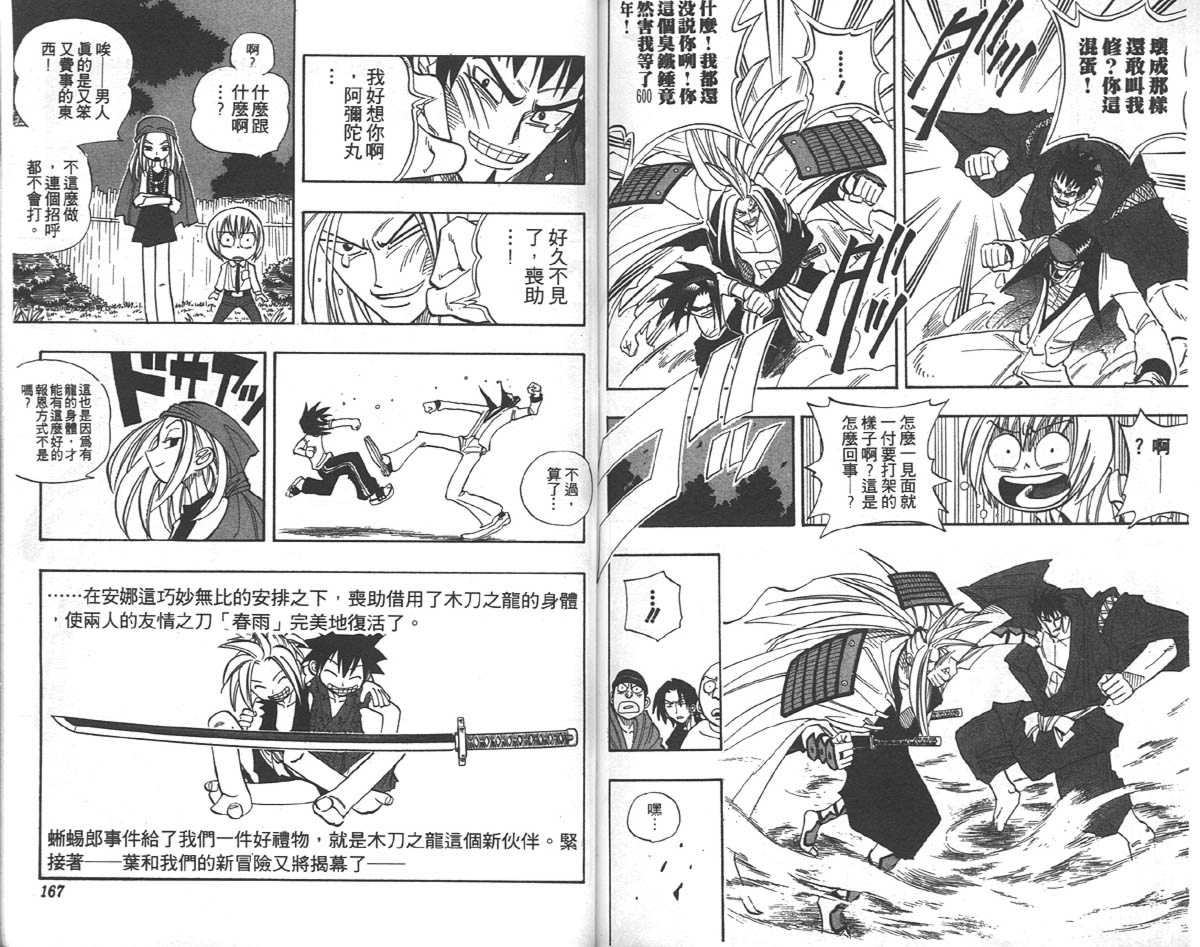 壞成那樣
還敢叫我
修？你這
混蛋！
……！
什麼！我都還
沒說你咧！你
這個臭鐵錘竟
然害我等了600
年！
ダッ
ダッ
啊
？
怎麼一見面就
一付要打架的
樣子啊？這是
怎麼回事—？
…!!
嘿
…
我好想你啊
，阿彌陀丸
好久不見
了，喪助
…！
啊？
什麼跟
什麼啊
…？
唉——男人
真的是又笨
又費事的東
西！
不這麼做
，連個招呼
都不會打。
不過，
算了…
ドサアッ
這也是因為有
龍的身體，才
能有這麼好的
報恩方式不是
嗎？
……在安娜這巧妙無比的安排之下，喪助借用了木刀之龍的身體
，使兩人的友情之刀「春雨」完美地復活了。
蜥蜴郎事件給了我們一件好禮物，就是木刀之龍這個新伙伴。緊
接著——葉和我們的新冒險又將揭幕了——
167